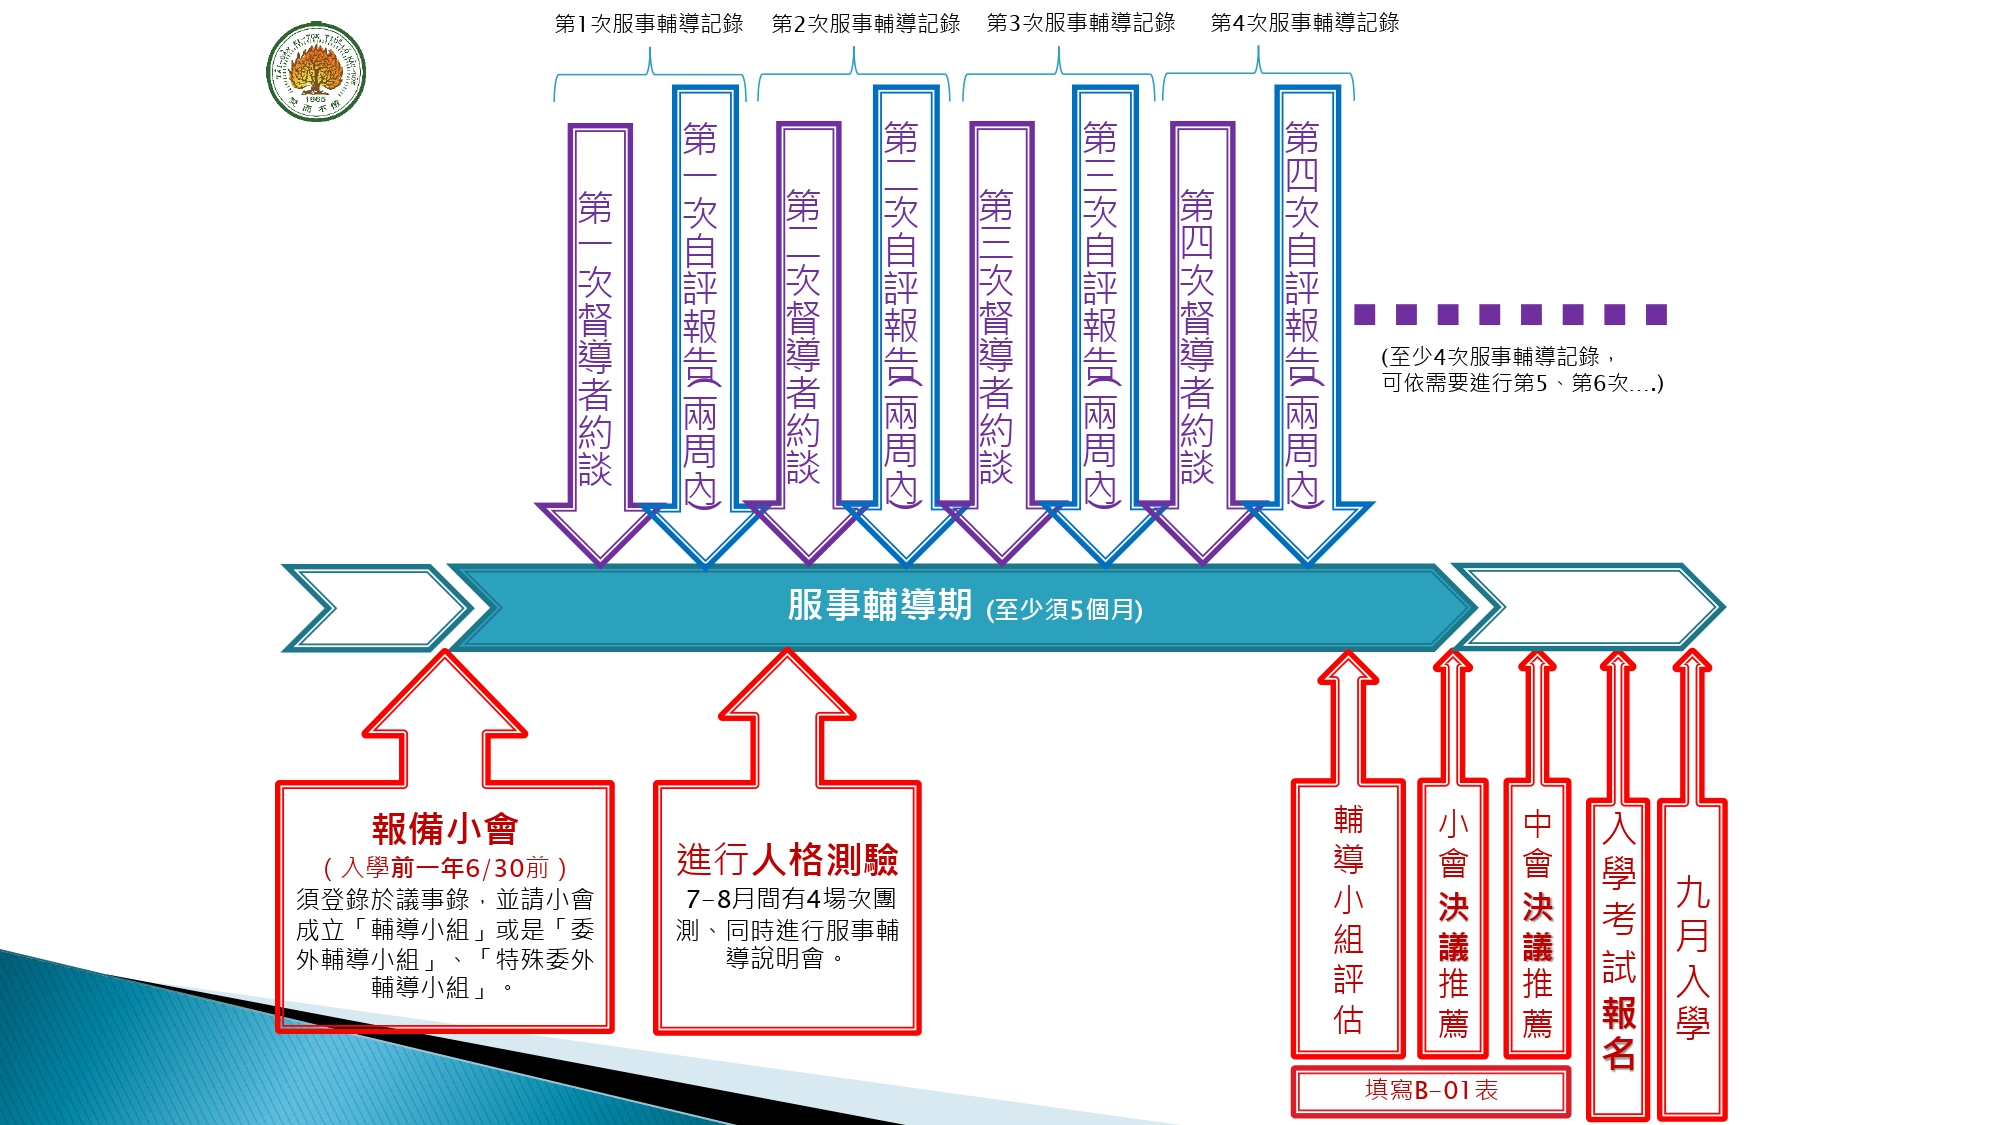 第1次服事輔導記錄
第2次服事輔導記錄
第3次服事輔導記錄
第4次服事輔導記錄
1865
焚而不燬
第一次督導者約談
第一次自評報告(兩周內)
第二次督導者約談
第二次自評報告(兩周內)
第三次督導者約談
第三次自評報告(兩周內)
第四次督導者約談
第四次自評報告(兩周內)
(至少4次服事輔導記錄，
可依需要進行第5、第6次….)
服事輔導期 (至少須5個月)
報備小會
（入學前一年6/30前）
須登錄於議事錄，並請小會
成立「輔導小組」或是「委
外輔導小組」、「特殊委外
輔導小組」。
進行人格測驗
7-8月間有4場次團
測、同時進行服事輔
導說明會。
輔導小組評估
小會決議推薦
中會決議推薦
填寫B-01表
入學考試報名
九月入學